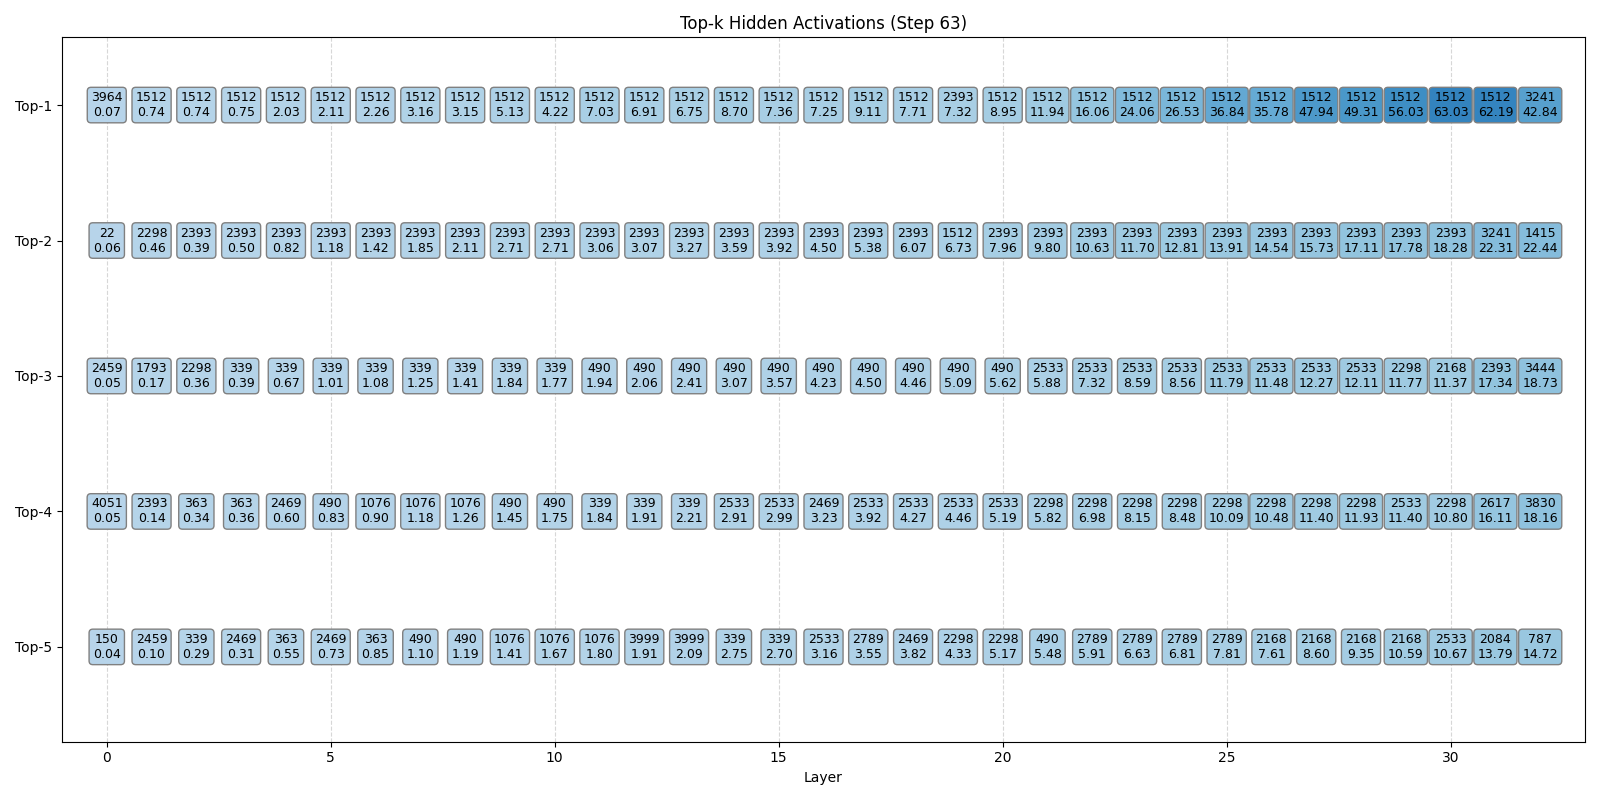 Top-k Hidden Activations (Step 63)
Top-1
3964 1512 1512 1512 1512 1512 1512 1512 1512 1512 1512 1512 1512 1512 1512 1512 1512 1512 1512 2393 1512 1512 1512 1512 1512 1512 1512 1512 1512 1512 1512 1512 3241
0.07 0.74 0.74 0.75 2.03 2.11 2.26 3.16 3.15 5.13 4.22 7.03 6.91 6.75 8.70 7.36 7.25 9.11 7.71 7.32 8.95 11.94 16.06 24.06 26.53 36.84 35.78 47.94 49.31 56.03 63.03 62.19 42.84
Top-2
22 2298 2393 2393 2393 2393 2393 2393 2393 2393 2393 2393 2393 2393 2393 2393 2393 2393 2393 1512 2393 2393 2393 2393 2393 2393 2393 2393 2393 2393 2393 3241 1415
0.06 0.46 0.39 0.50 0.82 1.18 1.42 1.85 2.11 2.71 2.71 3.06 3.07 3.27 3.59 3.92 4.50 5.38 6.07 6.73 7.96 9.80 10.63 11.70 12.81 13.91 14.54 15.73 17.11 17.78 18.28 22.31 22.44
Top-3
2459 1793 2298 339 339 339 339 339 339 339 339 490 490 490 490 490 490 490 490 490 490 2533 2533 2533 2533 2533 2533 2533 2533 2298 2168 2393 3444
0.05 0.17 0.36 0.39 0.67 1.01 1.08 1.25 1.41 1.84 1.77 1.94 2.06 2.41 3.07 3.57 4.23 4.50 4.46 5.09 5.62 5.88 7.32 8.59 8.56 11.79 11.48 12.27 12.11 11.77 11.37 17.34 18.73
Top-4
4051 2393 363 363 2469 490 1076 1076 1076 490 490 339 339 339 2533 2533 2469 2533 2533 2533 2533 2298 2298 2298 2298 2298 2298 2298 2298 2533 2298 2617 3830
0.05 0.14 0.34 0.36 0.60 0.83 0.90 1.18 1.26 1.45 1.75 1.84 1.91 2.21 2.91 2.99 3.23 3.92 4.27 4.46 5.19 5.82 6.98 8.15 8.48 10.09 10.48 11.40 11.93 11.40 10.80 16.11 18.16
Top-5
150 2459 339 2469 363 2469 363 490 490 1076 1076 1076 3999 3999 339 339 2533 2789 2469 2298 2298 490 2789 2789 2789 2789 2168 2168 2168 2168 2533 2084 787
0.04 0.10 0.29 0.31 0.55 0.73 0.85 1.10 1.19 1.41 1.67 1.80 1.91 2.09 2.75 2.70 3.16 3.55 3.82 4.33 5.17 5.48 5.91 6.63 6.81 7.81 7.61 8.60 9.35 10.59 10.67 13.79 14.72
0 5 10 15 20 25 30
Layer